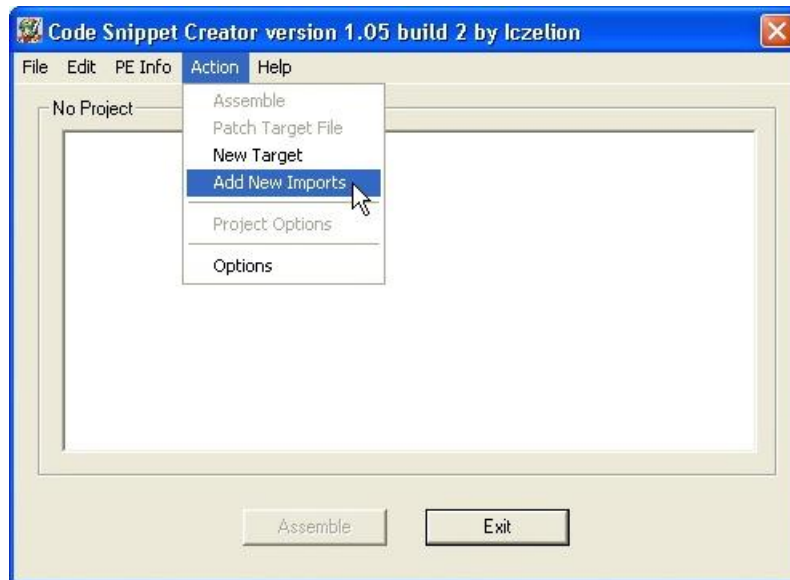 Code Snippet Creator version 1.05 build 2 by Iczelion
File Edit PE Info Action Help
No Project
Assemble
Patch Target File
New Target
Add New Imports
Project Options
Options
Assemble Exit